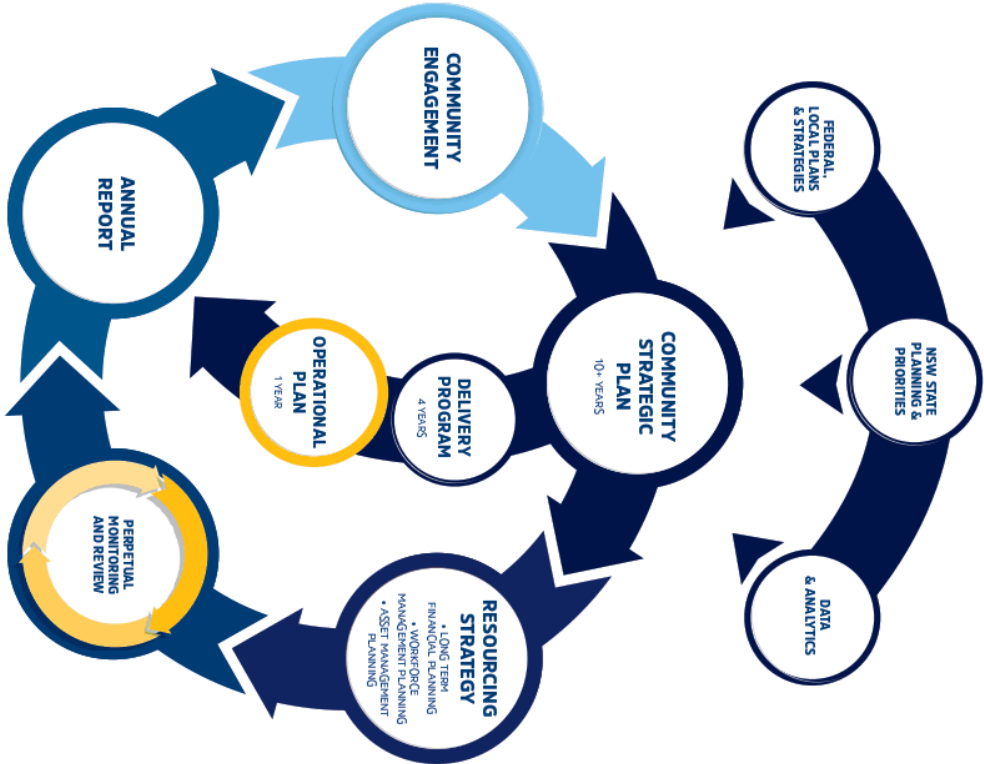 FEDERAL,
LOCAL PLANS
& STRATEGIES
NSW STATE
PLANNING &
PRIORITIES
DATA
& ANALYTICS
COMMUNITY
ENGAGEMENT
COMMUNITY
STRATEGIC
PLAN
10+ YEARS
DELIVERY
PROGRAM
4 YEARS
OPERATIONAL
PLAN
1 YEAR
RESOURCING
STRATEGY
• LONG TERM
FINANCIAL PLANNING
• WORKFORCE
MANAGEMENT PLANNING
• ASSET MANAGEMENT
PLANNING
ANNUAL
REPORT
PERPETUAL
MONITORING
AND REVIEW